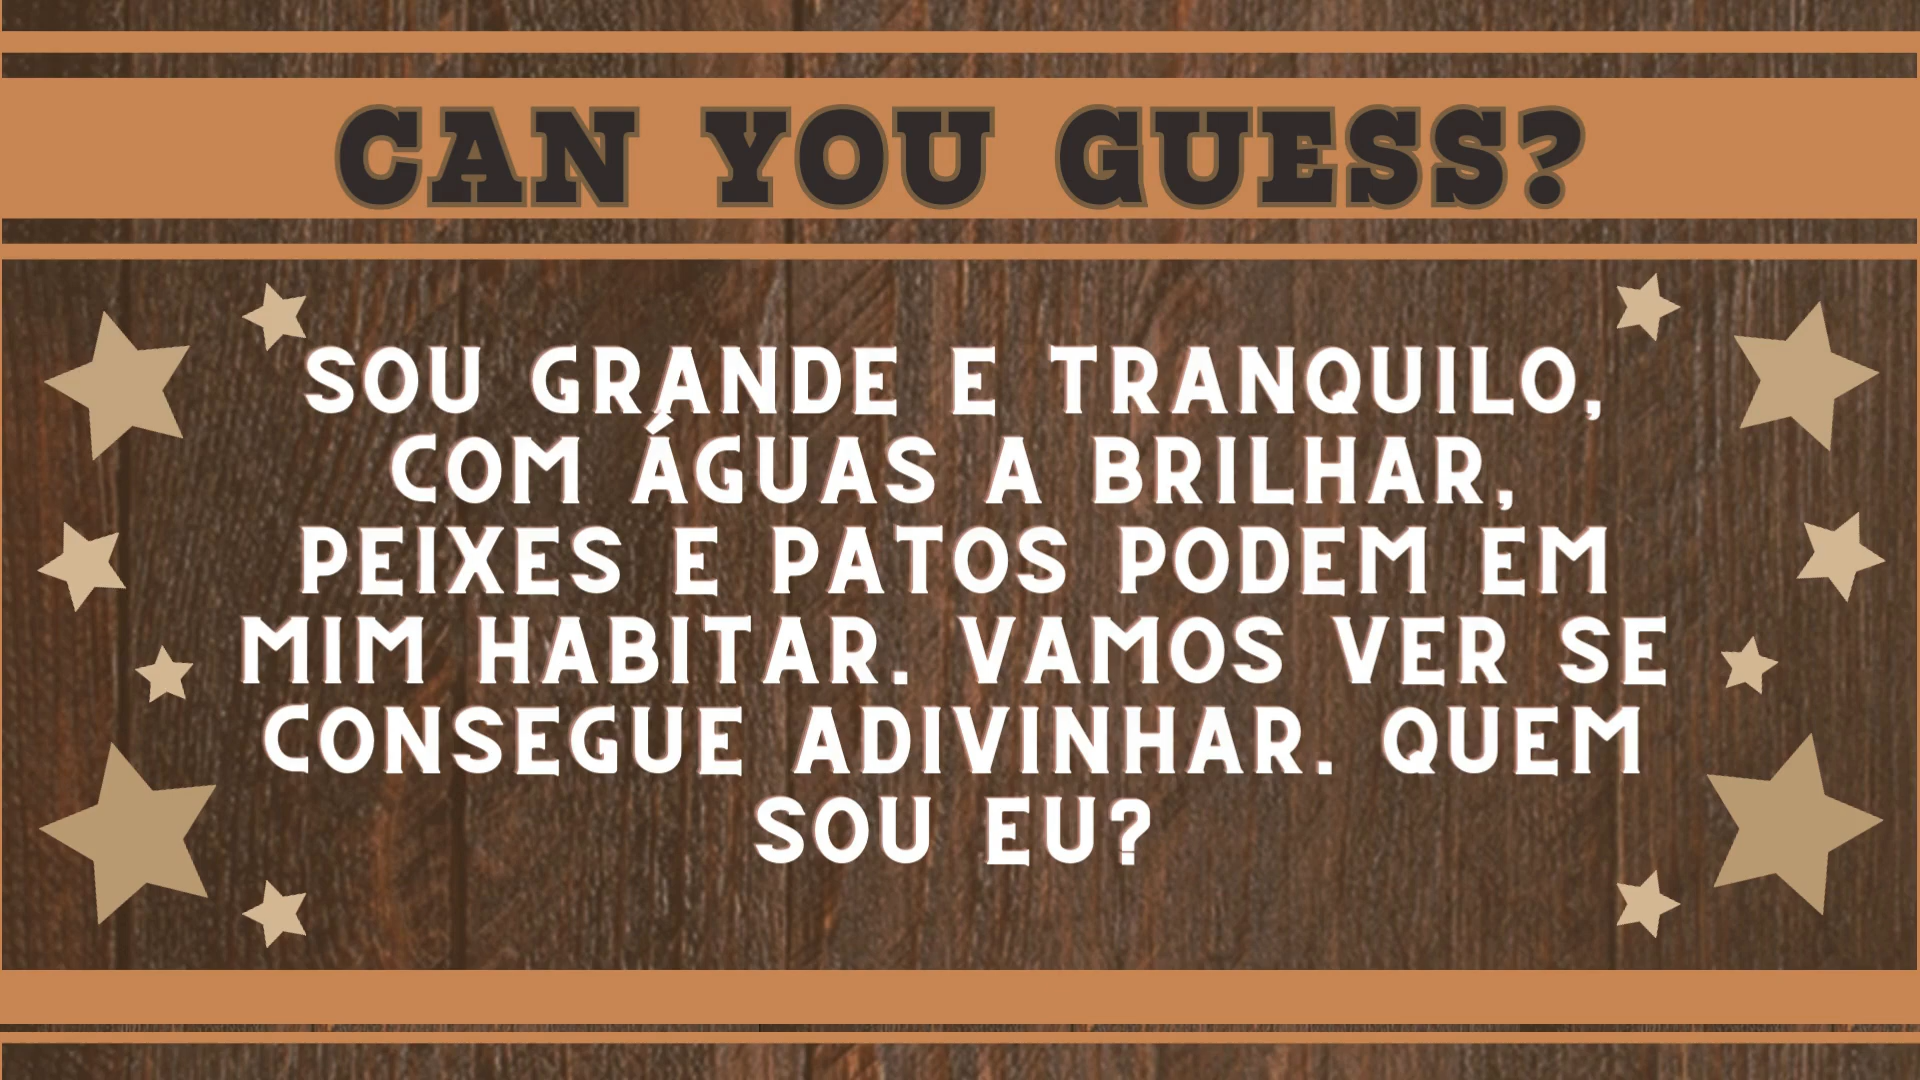 CAN YOU GUESS?
SOU GRANDE E TRANQUILO,
COM ÁGUAS A BRILHAR,
PEIXES E PATOS PODEM EM
MIM HABITAR. VAMOS VER SE
CONSEGUE ADIVINHAR. QUEM
SOU EU?